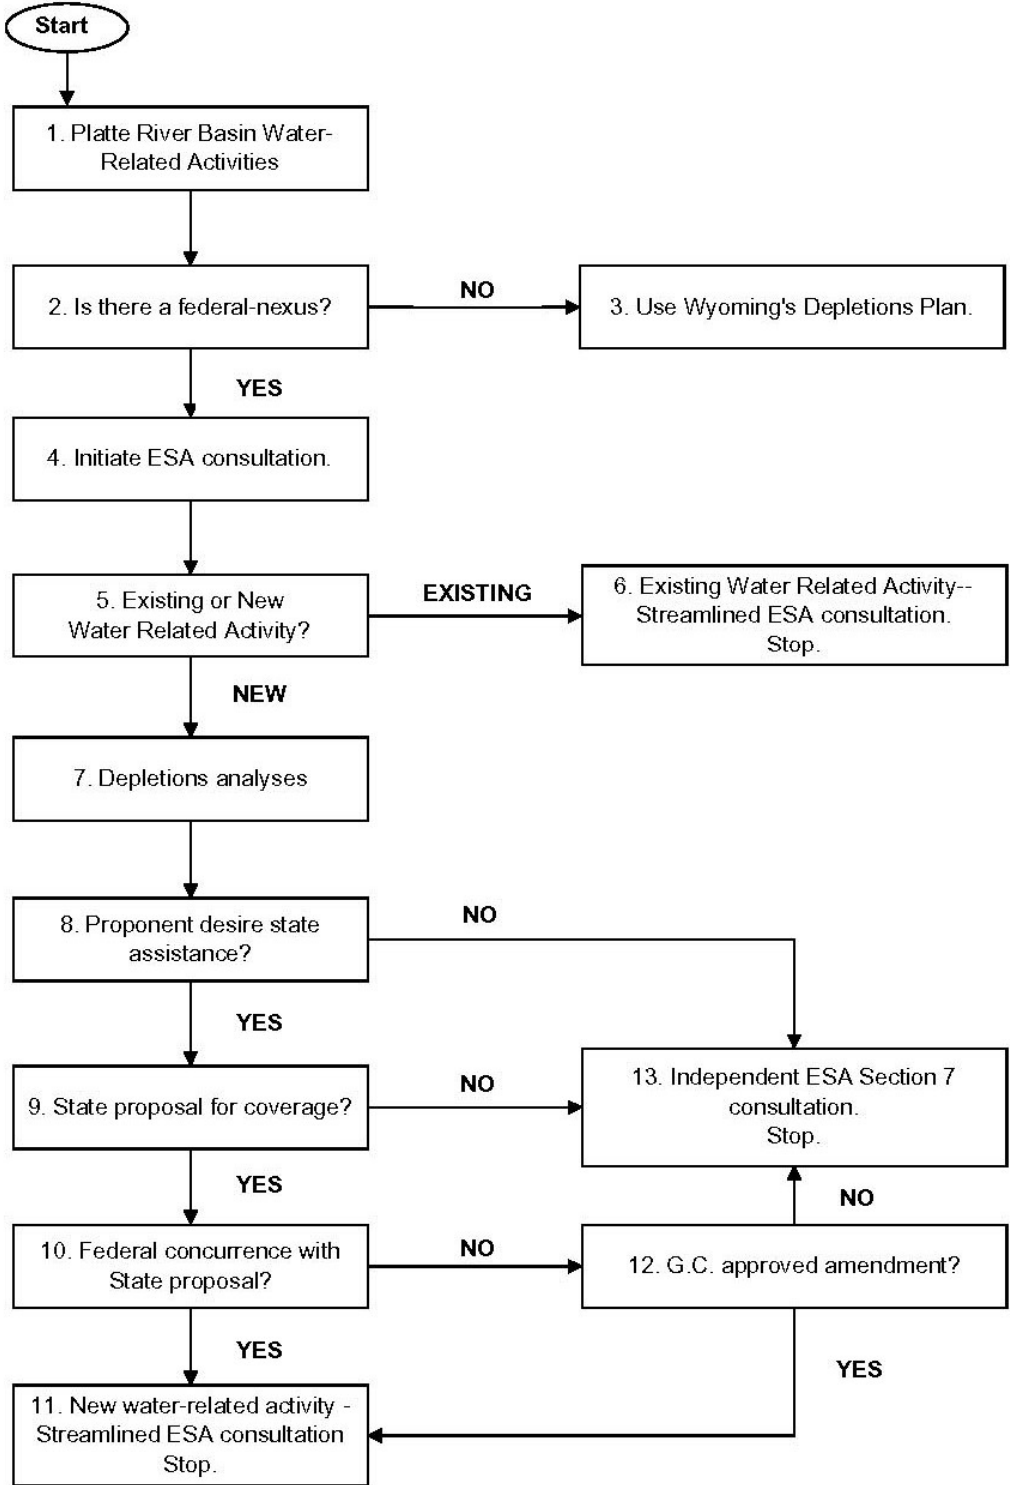 Start
1. Platte River Basin Water-
Related Activities
2. Is there a federal-nexus?
NO
3. Use Wyoming's Depletions Plan.
YES
4. Initiate ESA consultation.
5. Existing or New
Water Related Activity?
EXISTING
6. Existing Water Related Activity--
Streamlined ESA consultation.
Stop.
NEW
7. Depletions analyses
8. Proponent desire state
assistance?
NO
YES
9. State proposal for coverage?
NO
13. Independent ESA Section 7
consultation.
Stop.
YES
NO
10. Federal concurrence with
State proposal?
NO
12. G.C. approved amendment?
YES
YES
11. New water-related activity -
Streamlined ESA consultation
Stop.